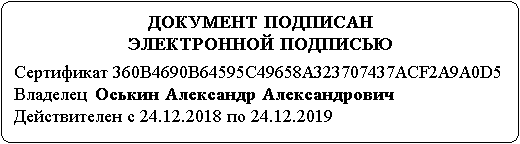 ДОКУМЕНТ ПОДПИСАН
ЭЛЕКТРОННОЙ ПОДПИСЬЮ
Сертификат 360B4690B64595C49658A323707437ACF2A9A0D5
Владелец Оськин Александр Александрович
Действителен с 24.12.2018 по 24.12.2019